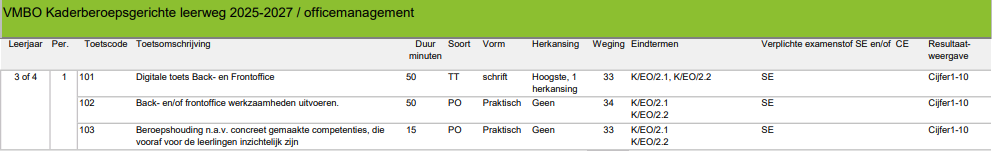 VMBO Kaderberoepsgerichte leerweg 2025-2027 / officemanagement
Leerjaar Per. Toetscode Toetsomschrijving Duur minuten Soort Vorm Herkansing Weging Eindtermen Verplichte examenstof SE en/of CE Resultaat-weergave
3 of 4 1 101 Digitale toets Back- en Frontoffice 50 TT schrift Hoogste, 1 herkansing 33 K/EO/2.1, K/EO/2.2 SE Cijfer1-10
102 Back- en/of frontoffice werkzaamheden uitvoeren. 50 PO Praktisch Geen 34 K/EO/2.1 K/EO/2.2 SE Cijfer1-10
103 Beroepshouding n.a.v. concreet gemaakte competenties, die vooraf voor de leerlingen inzichtelijk zijn 15 PO Praktisch Geen 33 K/EO/2.1 K/EO/2.2 SE Cijfer1-10